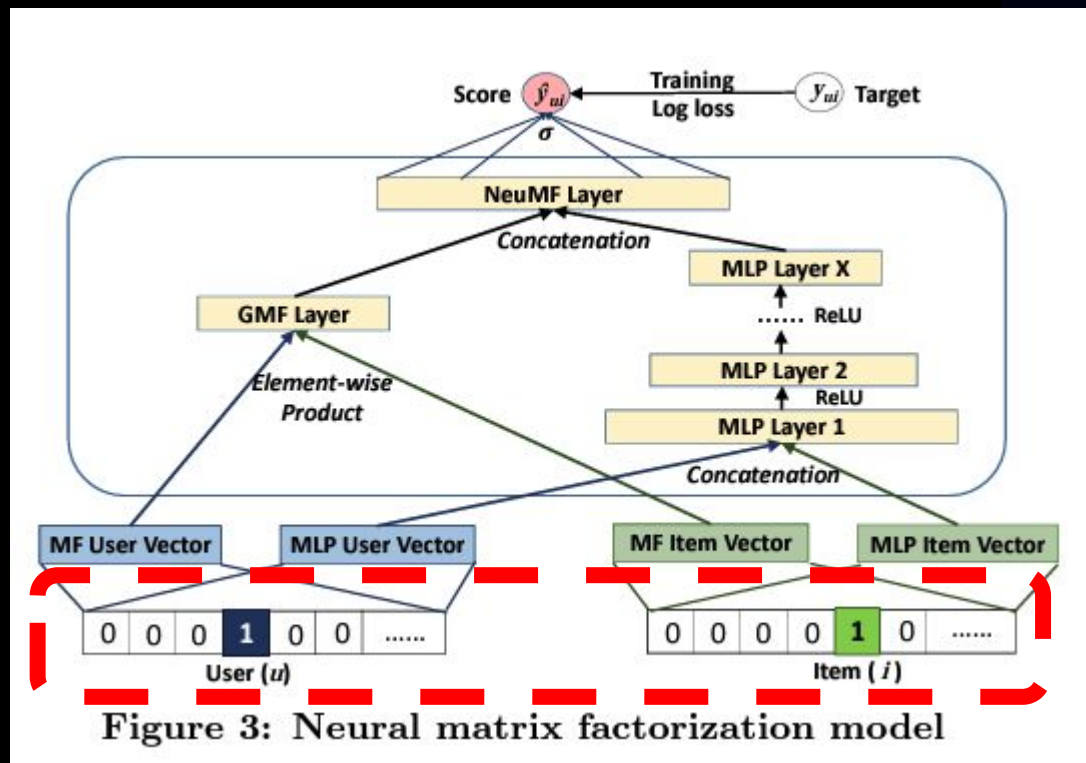 Score ŷui Training yui Target
Log loss
σ
NeuMF Layer
Concatenation
MLP Layer X
GMF Layer
...... ReLU
MLP Layer 2
Element-wise
Product
ReLU
MLP Layer 1
Concatenation
MF User Vector MLP User Vector MF Item Vector MLP Item Vector
0 0 0 1 0 0 ...... 0 0 0 0 1 0 ......
User (u) Item ( i )
Figure 3: Neural matrix factorization model